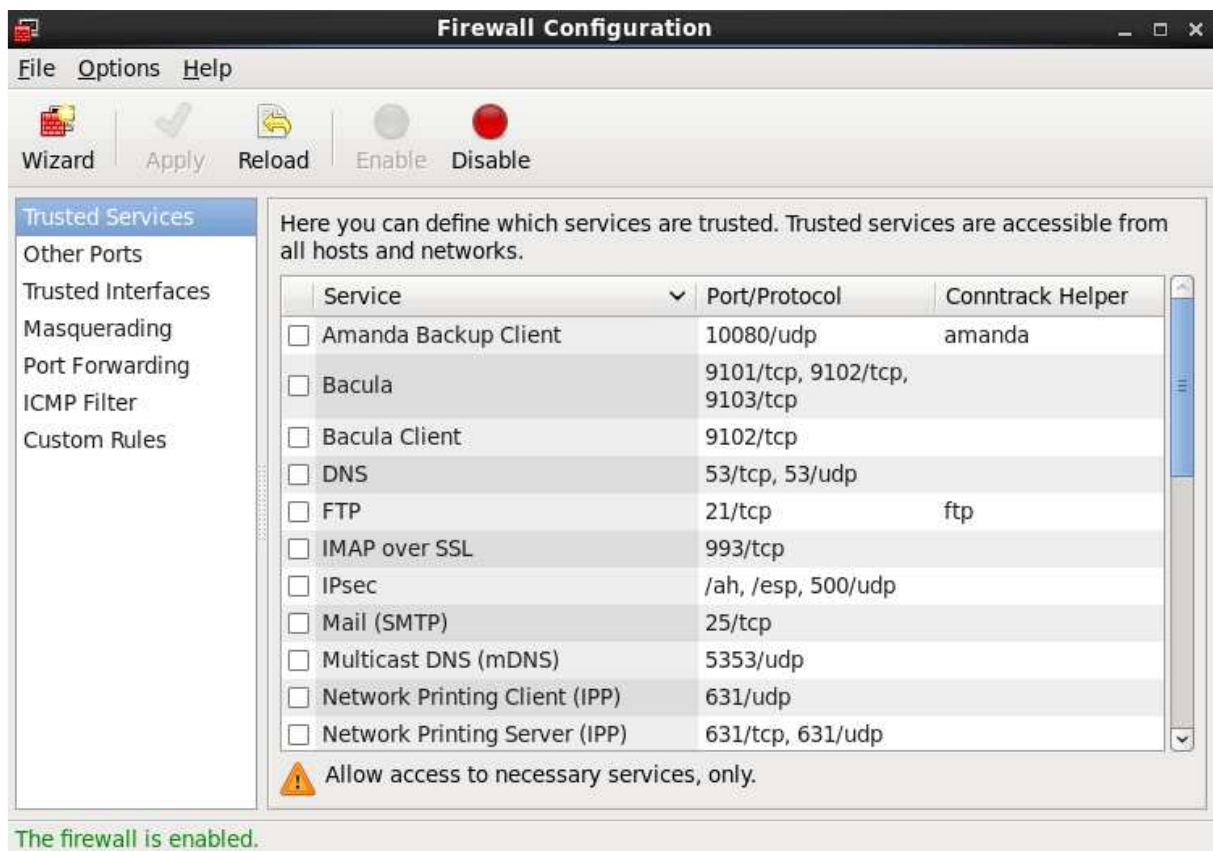 Firewall Configuration
File Options Help
Wizard Apply Reload Enable Disable
Trusted Services
Other Ports
Trusted Interfaces
Masquerading
Port Forwarding
ICMP Filter
Custom Rules
Here you can define which services are trusted. Trusted services are accessible from
all hosts and networks.
Service Port/Protocol Conntrack Helper
Amanda Backup Client 10080/udp amanda
Bacula 9101/tcp, 9102/tcp,
9103/tcp
Bacula Client 9102/tcp
DNS 53/tcp, 53/udp
FTP 21/tcp ftp
IMAP over SSL 993/tcp
IPsec /ah, /esp, 500/udp
Mail (SMTP) 25/tcp
Multicast DNS (mDNS) 5353/udp
Network Printing Client (IPP) 631/udp
Network Printing Server (IPP) 631/tcp, 631/udp
Allow access to necessary services, only.
The firewall is enabled.